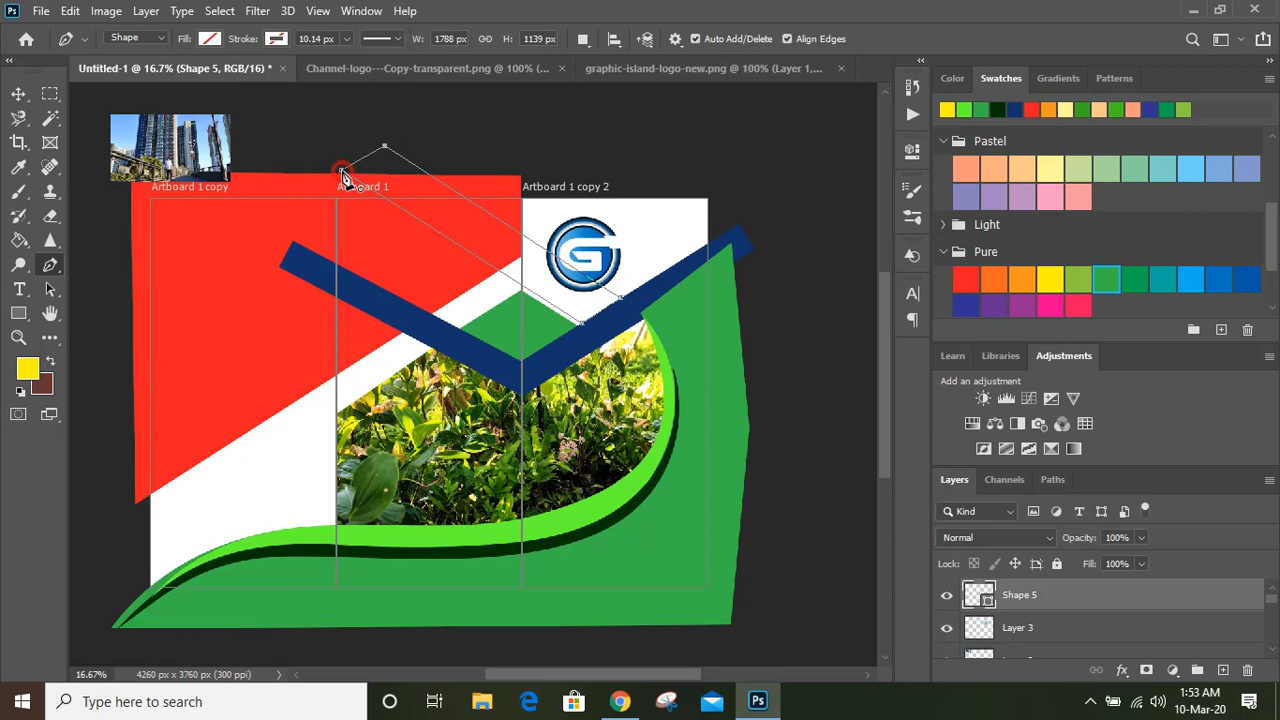 Ps File Edit Image Layer Type Select Filter 3D View Window Help
Shape Fill: Stroke: 10.14 px W: 1788 px H: 1139 px Auto Add/Delete Align Edges
Untitled-1 @ 16.7% (Shape 5, RGB/16) * × Channel-logo---Copy-transparent.png @ 100% (... × graphic-island-logo-new.png @ 100% (Layer 1,... ×
Color Swatches Gradients Patterns
Pastel
Light
Pure
Artboard 1 copy
Artboard 1 copy 2
G
Learn Libraries Adjustments
Add an adjustment
Layers Channels Paths
Kind
Normal Opacity: 100%
Lock: Fill: 100%
Shape 5
Layer 3
16.67% 4260 px x 3760 px (300 ppi)
Type here to search
Ps
1:53 AM
10-Mar-20